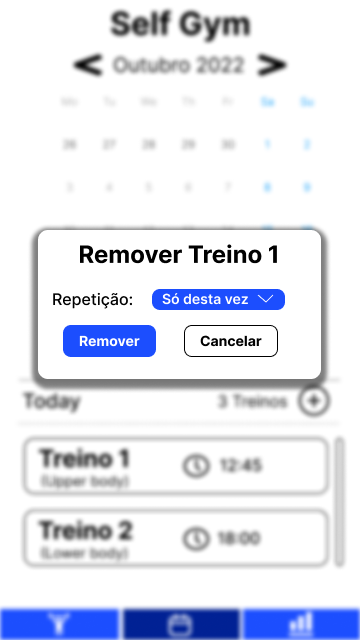 Self Gym
< Outubro 2022 >
Mo Tu We Th Fr Sa Su
26 27 28 29 30 1 2
3 4 5 6 7 8 9
Remover Treino 1
Repetição: Só desta vez
Remover Cancelar
Today 3 Treinos +
Treino 1 12:45
(Upper body)
Treino 2 18:00
(Lower body)